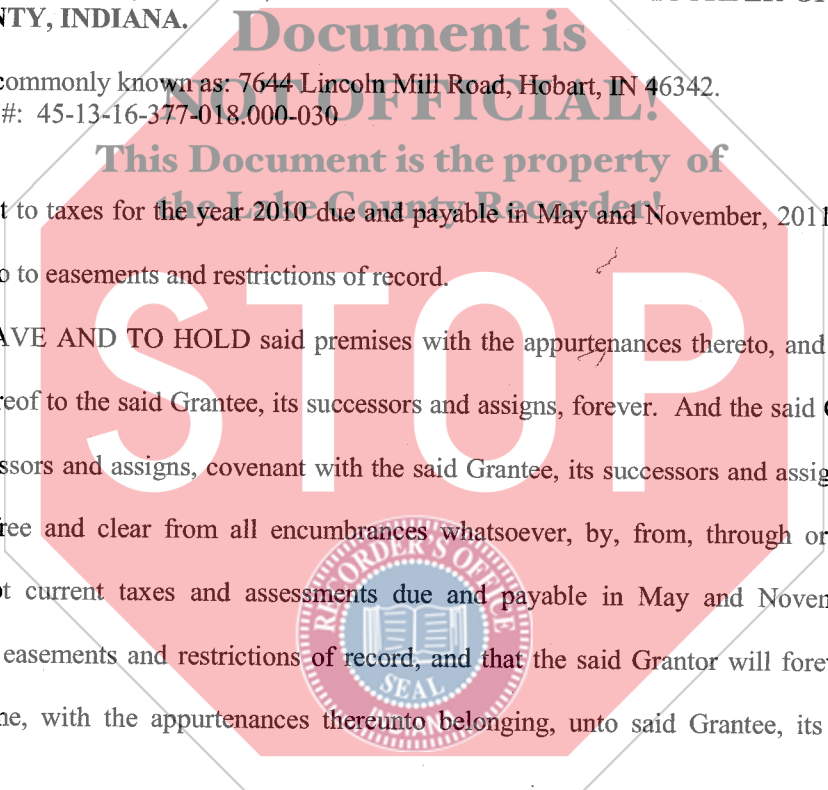 NTY, INDIANA.
Document is
commonly known as: 7644 Lincoln Mill Road, Hobart, IN 46342.
NOT OFFICIAL!
#: 45-13-16-377-018.000-030
This Document is the property of
the Lake County Recorder!
t to taxes for the year 2010 due and payable in May and November, 2011
o to easements and restrictions of record.
STOP
AVE AND TO HOLD said premises with the appurtenances thereto, and
reof to the said Grantee, its successors and assigns, forever. And the said
ssors and assigns, covenant with the said Grantee, its successors and assig
ree and clear from all encumbrances whatsoever, by, from, through or
t current taxes and assessments due and payable in May and Novem
easements and restrictions of record, and that the said Grantor will forev
ne, with the appurtenances thereunto belonging, unto said Grantee, its
RECORDER'S OFFICE
SEAL
INDIANA